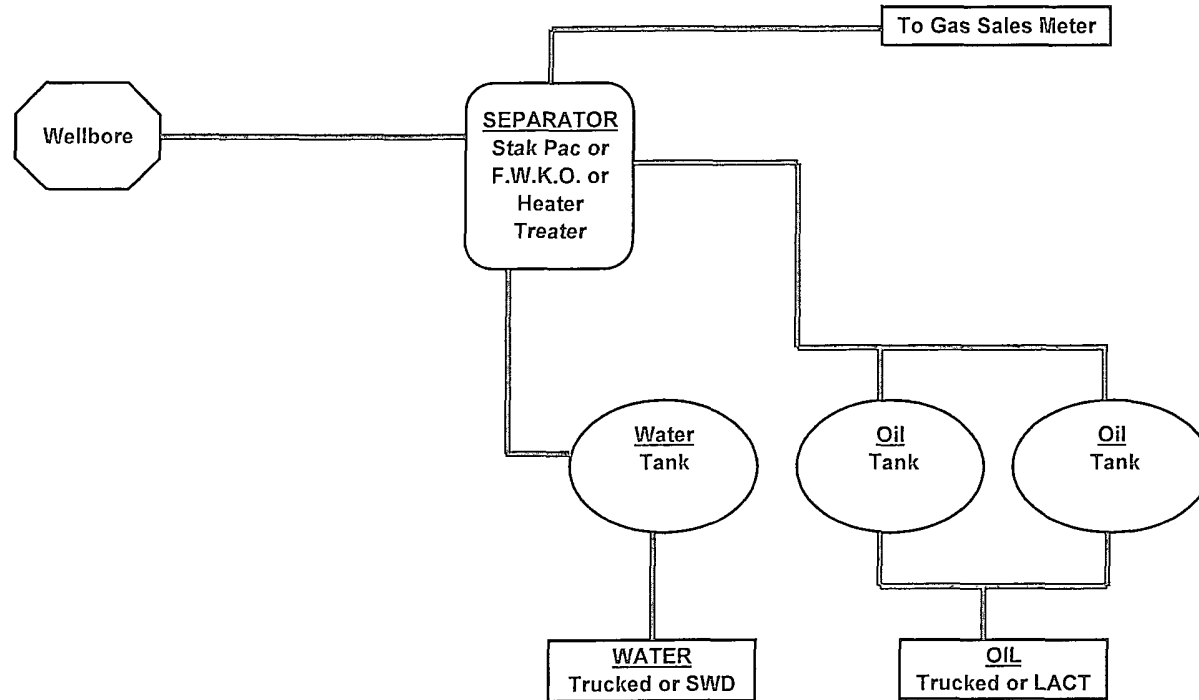 To Gas Sales Meter
Wellbore
SEPARATOR
Stak Pac or
F.W.K.O. or
Heater
Treater
Water
Tank
Oil
Tank
Oil
Tank
WATER
Trucked or SWD
OIL
Trucked or LACT